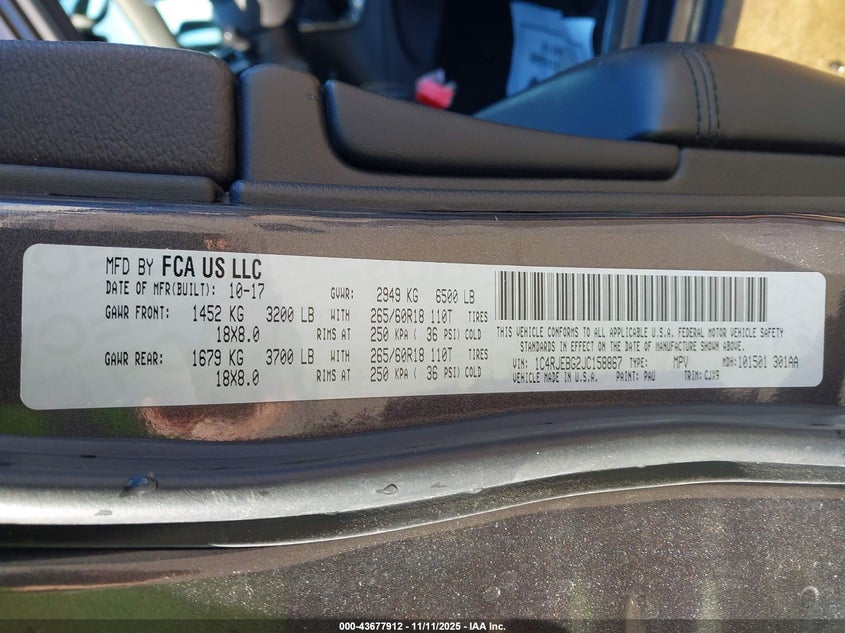 MFD BY FCA US LLC
DATE OF MFR(BUILT): 10-17 GVWR: 2949 KG 6500 LB
GAWR FRONT: 1452 KG 3200 LB WITH 265/60R18 110T TIRES
18X8.0 RIMS AT 250 KPA ( 36 PSI) COLD
GAWR REAR: 1679 KG 3700 LB WITH 265/60R18 110T TIRES
18X8.0 RIMS AT 250 KPA ( 36 PSI) COLD
THIS VEHICLE CONFORMS TO ALL APPLICABLE U.S.A. FEDERAL MOTOR VEHICLE SAFETY
STANDARDS IN EFFECT ON THE DATE OF MANUFACTURE SHOWN ABOVE.
VIN: 1C4RJEBG2JC158867 TYPE: MPV MDH: 101501 301AA
VEHICLE MADE IN U.S.A. PAINT: PAU TRIM: CJX9
000-43677912 - 11/11/2025 - IAA Inc.